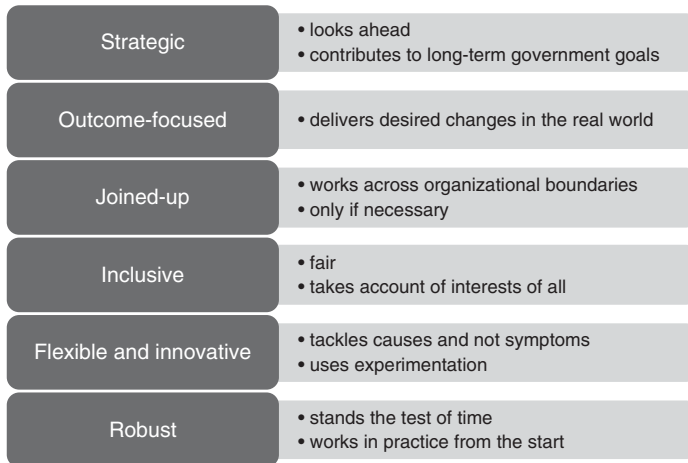 Strategic
• looks ahead
• contributes to long-term government goals
Outcome-focused
• delivers desired changes in the real world
Joined-up
• works across organizational boundaries
• only if necessary
Inclusive
• fair
• takes account of interests of all
Flexible and innovative
• tackles causes and not symptoms
• uses experimentation
Robust
• stands the test of time
• works in practice from the start